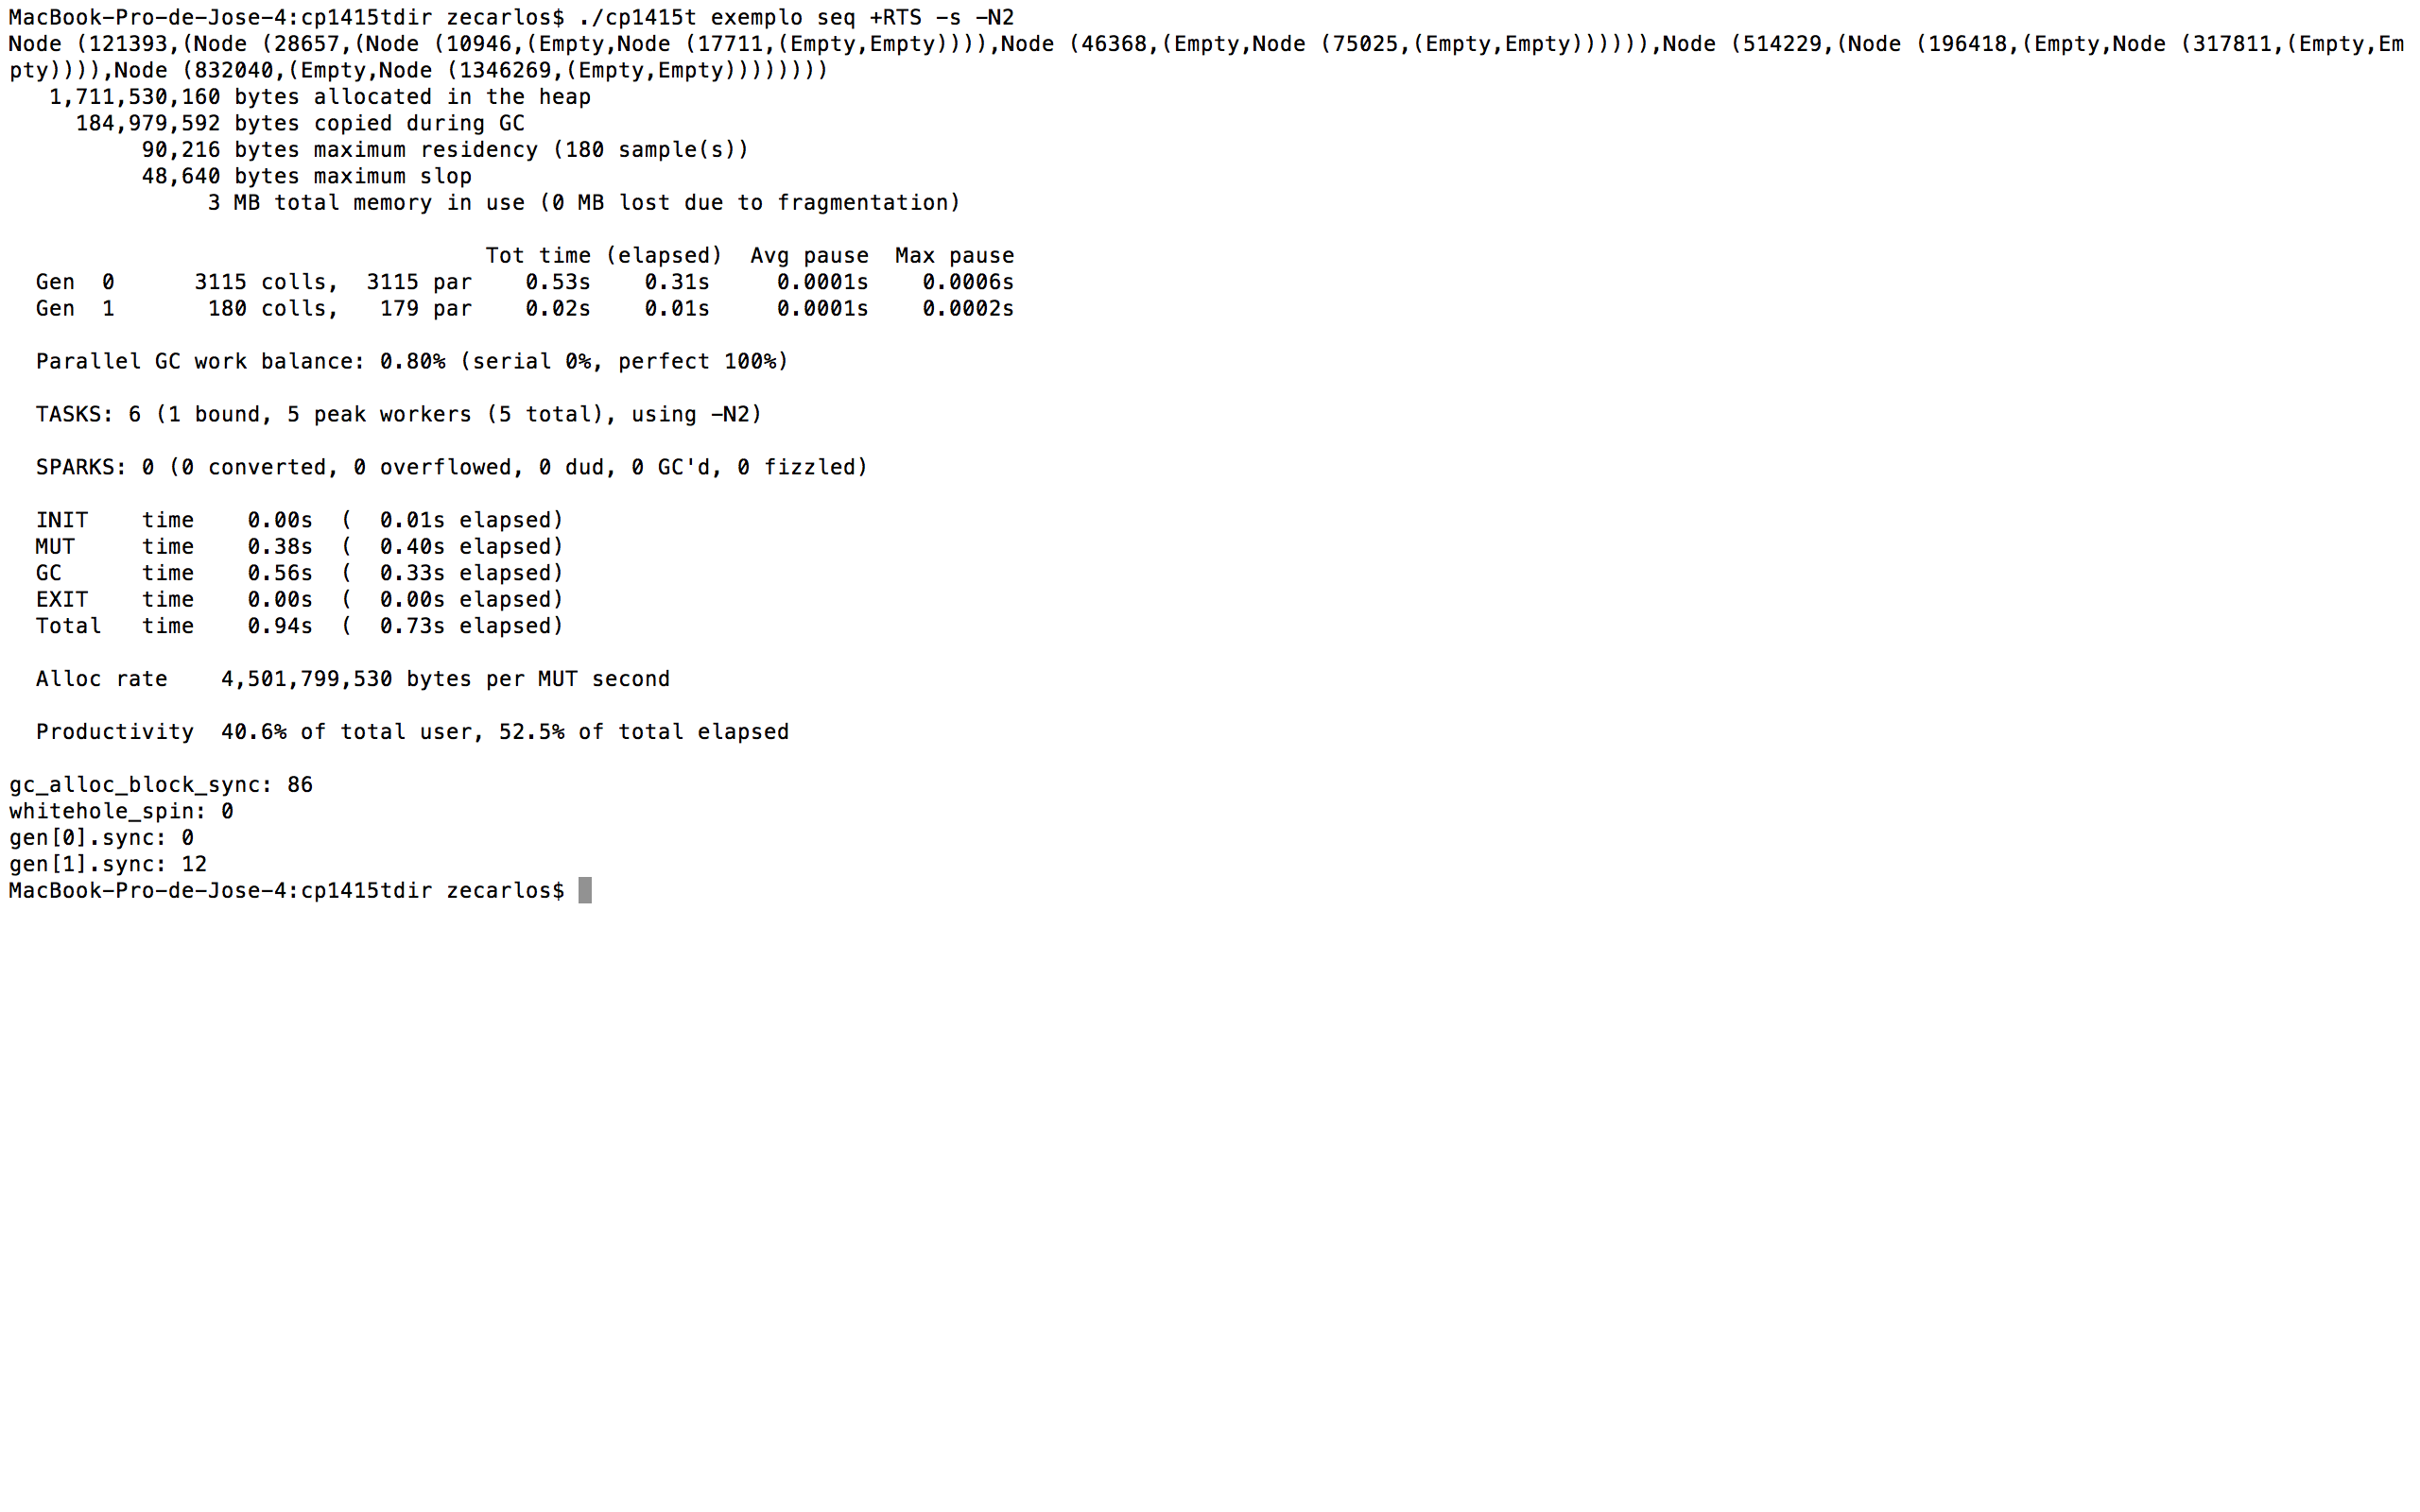 MacBook-Pro-de-Jose-4:cp1415tdir zecarlos$ ./cp1415t exemplo seq +RTS -s -N2
Node (121393,(Node (28657,(Node (10946,(Empty,Node (17711,(Empty,Empty)))),Node (46368,(Empty,Node (75025,(Empty,Empty)))))),Node (514229,(Node (196418,(Empty,Node (317811,(Empty,Em
pty)))),Node (832040,(Empty,Node (1346269,(Empty,Empty))))))))
1,711,530,160 bytes allocated in the heap
184,979,592 bytes copied during GC
90,216 bytes maximum residency (180 sample(s))
48,640 bytes maximum slop
3 MB total memory in use (0 MB lost due to fragmentation)
Tot time (elapsed)  Avg pause  Max pause
Gen  0      3115 colls,  3115 par    0.53s    0.31s     0.0001s    0.0006s
Gen  1       180 colls,   179 par    0.02s    0.01s     0.0001s    0.0002s
Parallel GC work balance: 0.80% (serial 0%, perfect 100%)
TASKS: 6 (1 bound, 5 peak workers (5 total), using -N2)
SPARKS: 0 (0 converted, 0 overflowed, 0 dud, 0 GC'd, 0 fizzled)
INIT    time    0.00s  (  0.01s elapsed)
MUT     time    0.38s  (  0.40s elapsed)
GC      time    0.56s  (  0.33s elapsed)
EXIT    time    0.00s  (  0.00s elapsed)
Total   time    0.94s  (  0.73s elapsed)
Alloc rate    4,501,799,530 bytes per MUT second
Productivity  40.6% of total user, 52.5% of total elapsed
gc_alloc_block_sync: 86
whitehole_spin: 0
gen[0].sync: 0
gen[1].sync: 12
MacBook-Pro-de-Jose-4:cp1415tdir zecarlos$